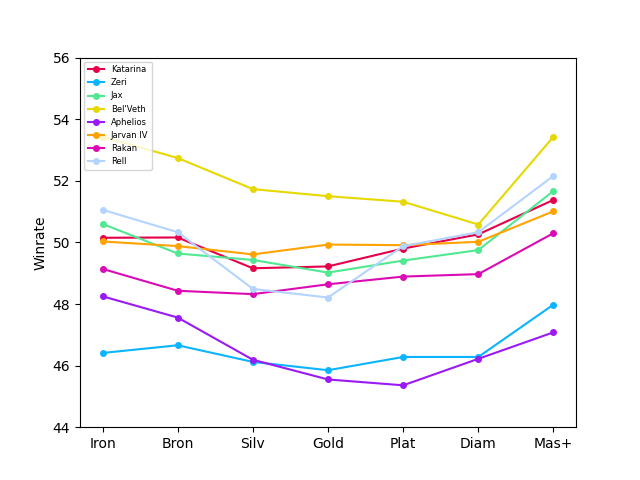 56
54
52
50
48
46
44
Winrate
Katarina
Zeri
Jax
Bel'Veth
Aphelios
Jarvan IV
Rakan
Rell
Iron Bron Silv Gold Plat Diam Mas+